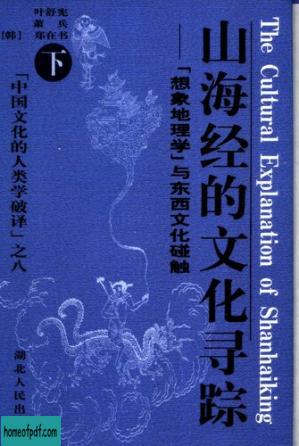 山海经的文化寻踪
The Cultural Explanation of Shanhaiking
——「想象地理学」与东西文化碰触
叶舒宪
萧兵
[韩]郑在书
下
「中国文化的人类学破译」之八
湖北人民出
homeofpdf.com